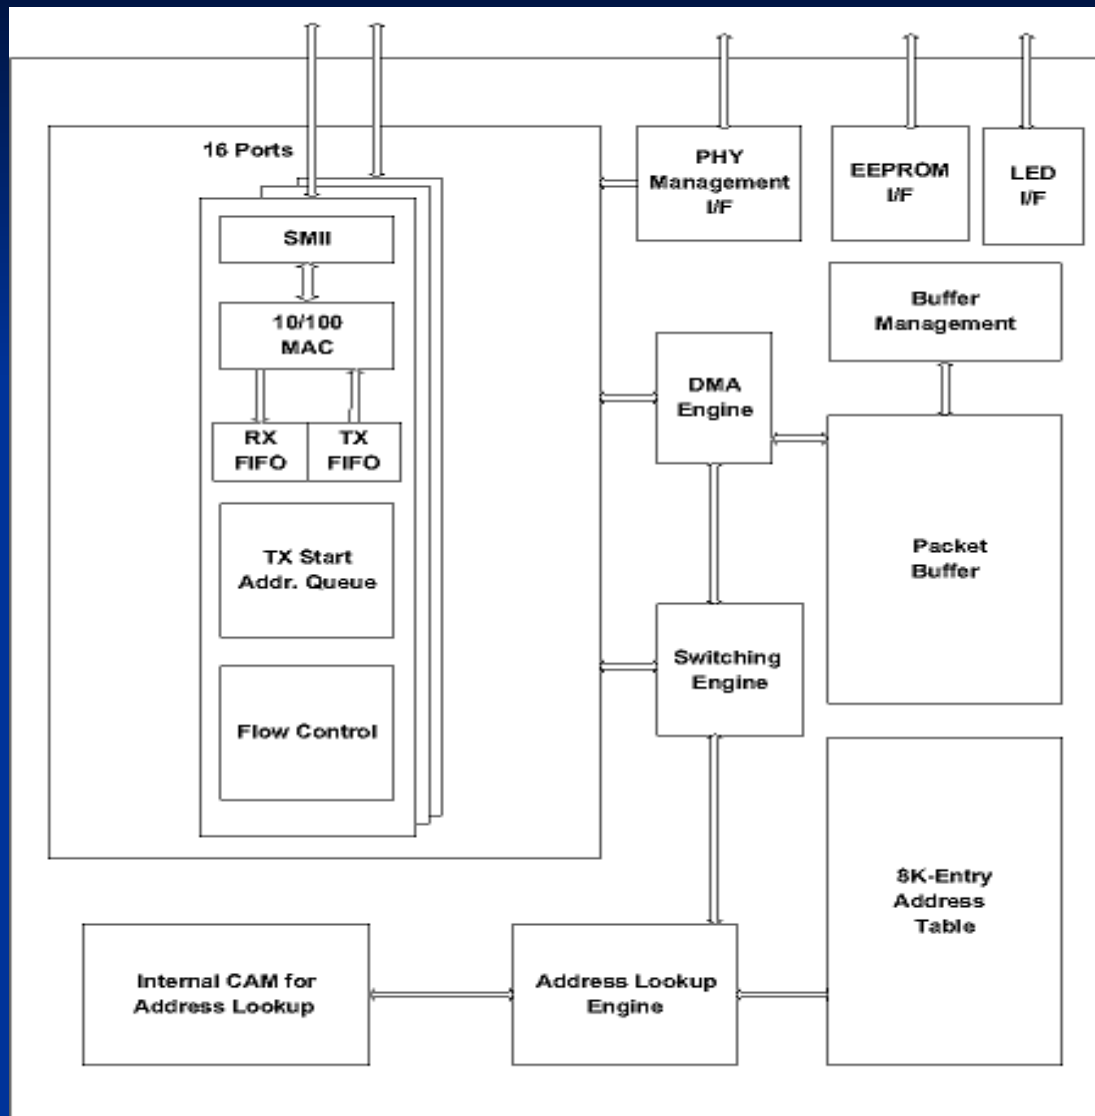 16 Ports
SMII
10/100
MAC
RX
FIFO
TX
FIFO
TX Start
Addr. Queue
Flow Control
PHY
Management
I/F
EEPROM
I/F
LED
I/F
Buffer
Management
DMA
Engine
Packet
Buffer
Switching
Engine
8K-Entry
Address
Table
Internal CAM for
Address Lookup
Address Lookup
Engine